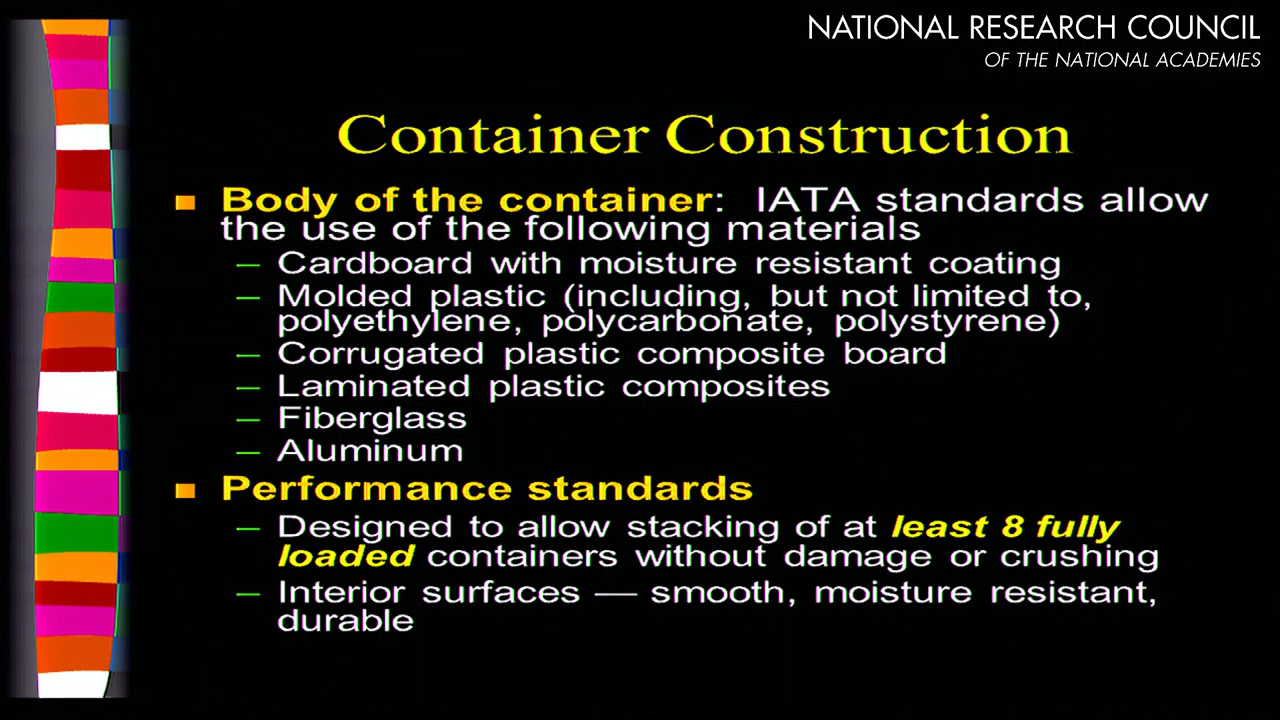 NATIONAL RESEARCH COUNCIL
OF THE NATIONAL ACADEMIES
Container Construction
Body of the container: IATA standards allow
the use of the following materials
– Cardboard with moisture resistant coating
– Molded plastic (including, but not limited to,
polyethylene, polycarbonate, polystyrene)
– Corrugated plastic composite board
– Laminated plastic composites
– Fiberglass
– Aluminum
Performance standards
– Designed to allow stacking of at least 8 fully
loaded containers without damage or crushing
– Interior surfaces — smooth, moisture resistant,
durable